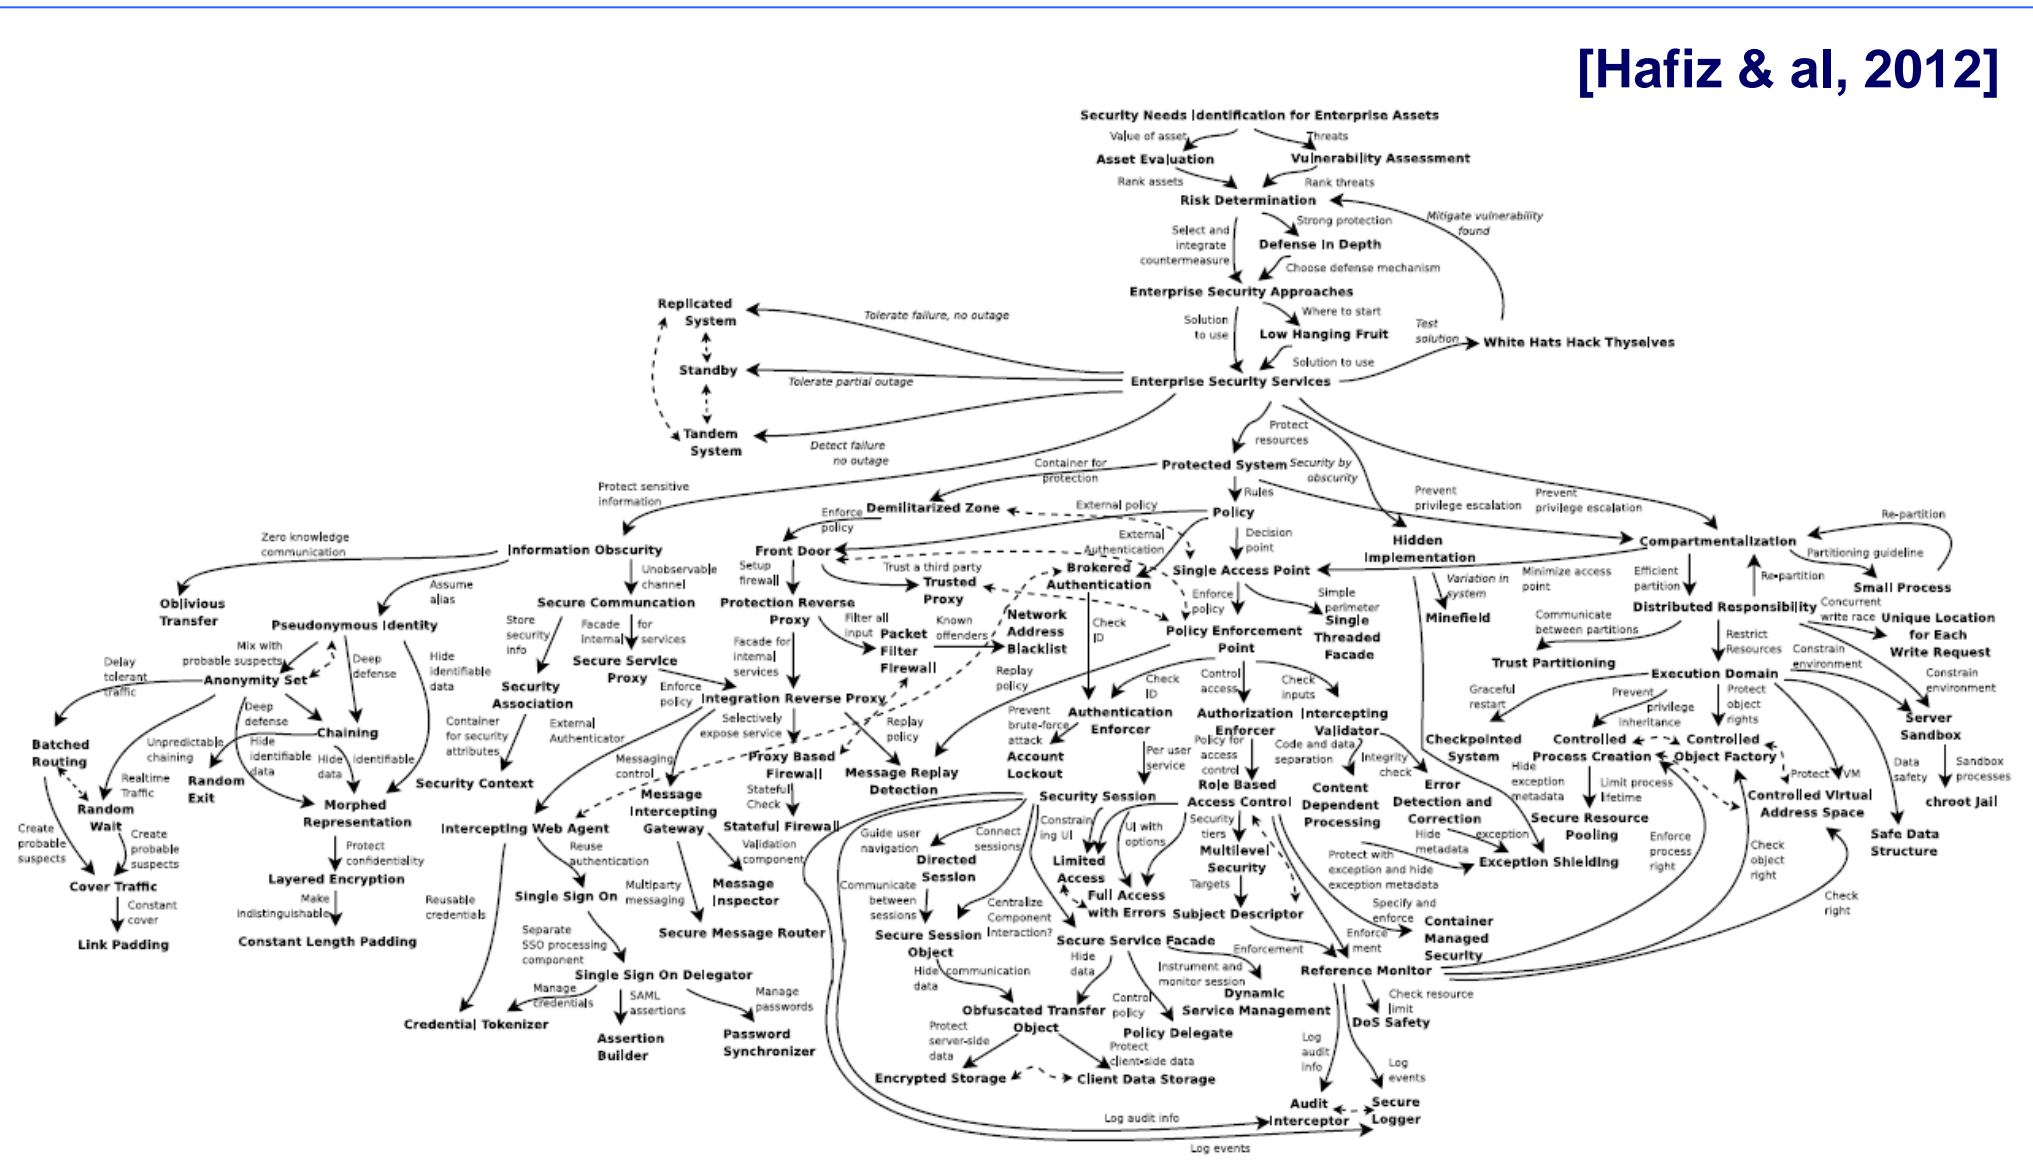 [Hafiz & al, 2012]
Security Needs Identification for Enterprise Assets
Value of asset
Threats
Asset Evaluation
Vulnerability Assessment
Rank assets
Rank threats
Risk Determination
Strong protection
Mitigate vulnerability
found
Select and
integrate
countermeasure
Defense in Depth
Choose defense mechanism
Enterprise Security Approaches
Where to start
Solution
to use
Low Hanging Fruit
Solution to use
Test
solution
White Hats Hack Thyselves
Enterprise Security Services
Replicated
System
Tolerate failure, no outage
Standby
Tolerate partial outage
Tandem
System
Detect failure
no outage
Protect
resources
Protected System
Security by
obscurity
Container for
protection
Rules
Prevent
privilege escalation
Prevent
privilege escalation
Protect sensitive
information
Demilitarized Zone
External policy
Policy
Enforce
policy
Re-partition
Zero knowledge
communication
Information Obscurity
Front Door
External
Authentication
Decision
point
Hidden
Implementation
Compartmentalization
Partitioning guideline
Unobservable
channel
Setup
firewall
Trust a third party
Trusted
Proxy
Brokered
Authentication
Single Access Point
Variation in
system
Minimize access
point
Efficient
partition
Re-partition
Small Process
Assume
alias
Oblivious
Transfer
Secure Communcation
Protection Reverse
Proxy
Network
Address
Blacklist
Enforce
policy
Simple
perimeter
Single
Threaded
Facade
Minefield
Distributed Responsibility
Concurrent
write race
Unique Location
for Each
Write Request
Pseudonymous Identity
Store
security
info
Facade for
Internal services
Filter all
input
Packet
Filter
Firewall
Known
offenders
Check
ID
Policy Enforcement
Point
Communicate
between partitions
Restrict
Resources
Constrain
environment
Mix with
probable suspects
Deep
defense
Hide
identifiable
data
Secure Service
Proxy
Facade for
internal
services
Trust Partitioning
Execution Domain
Constrain
environment
Delay
tolerant
traffic
Anonymity Set
Security
Association
Enforce
policy
Integration Reverse Proxy
Replay
policy
Check
ID
Control
access
Check
inputs
Graceful
restart
Prevent
privilege
inheritance
Protect
object
rights
Server
Sandbox
Deep
defense
Chaining
Container
for security
attributes
External
Authenticator
Selectively
expose service
Replay
policy
Prevent
brute-force
attack
Authentication
Enforcer
Authorization
Enforcer
Intercepting
Validator
Checkpointed
System
Controlled
Process Creation
Controlled
Object Factory
Batched
Routing
Unpredictable
chaining
Hide
identifiable
data
Hide identifiable
data
Random
Exit
Security Context
Messaging
control
Proxy Based
Firewall
Message Replay
Detection
Account
Lockout
Per user
service
Policy for
access
control
Code and data
separation
Integrity
check
Hide
exception
metadata
Limit process
lifetime
Protect VM
Data
safety
Sandbox
processes
Realtime
Traffic
Random
Wait
Morphed
Representation
Message
Intercepting
Gateway
Stateful
Check
Stateful Firewall
Security Session
Role Based
Access Control
Content
Dependent
Processing
Error
Detection and
Correction
Secure Resource
Pooling
Controlled Virtual
Address Space
chroot Jail
Create
probable
suspects
Create
probable
suspects
Protect
confidentiality
Intercepting Web Agent
Reuse
authentication
Validation
component
Guide user
navigation
Connect
sessions
Constrain
ing UI
UI with
options
Security
tiers
Multilevel
Security
Hide exception
metadata
Exception Shielding
Enforce
process
right
Check
object
right
Safe Data
Structure
Cover Traffic
Layered Encryption
Directed
Session
Limited
Access
Protect with
exception and hide
exception metadata
Constant
cover
Make
indistinguishable
Reusable
credentials
Single Sign On
Multiparty
messaging
Message
Inspector
Communicate
between
sessions
Centralize
Component
Interaction?
Full Access
with Errors
Targets
Subject Descriptor
Specify and
enforce
Container
Managed
Security
Check
right
Link Padding
Constant Length Padding
Separate
SSO processing
component
Secure Message Router
Secure Session
Object
Secure Service Facade
Enforcement
Enforce
ment
Single Sign On Delegator
Hide communication
data
Hide
data
Instrument and
monitor session
Reference Monitor
Manage
credentials
SAML
assertions
Manage
passwords
Control
policy
Dynamic
Service Management
Check resource
limit
DoS Safety
Credential Tokenizer
Assertion
Builder
Password
Synchronizer
Obfuscated Transfer
Object
Policy Delegate
Protect
server-side
data
Protect
client-side data
Log
audit
info
Log
events
Encrypted Storage
Client Data Storage
Audit
Interceptor
Secure
Logger
Log audit info
Log events